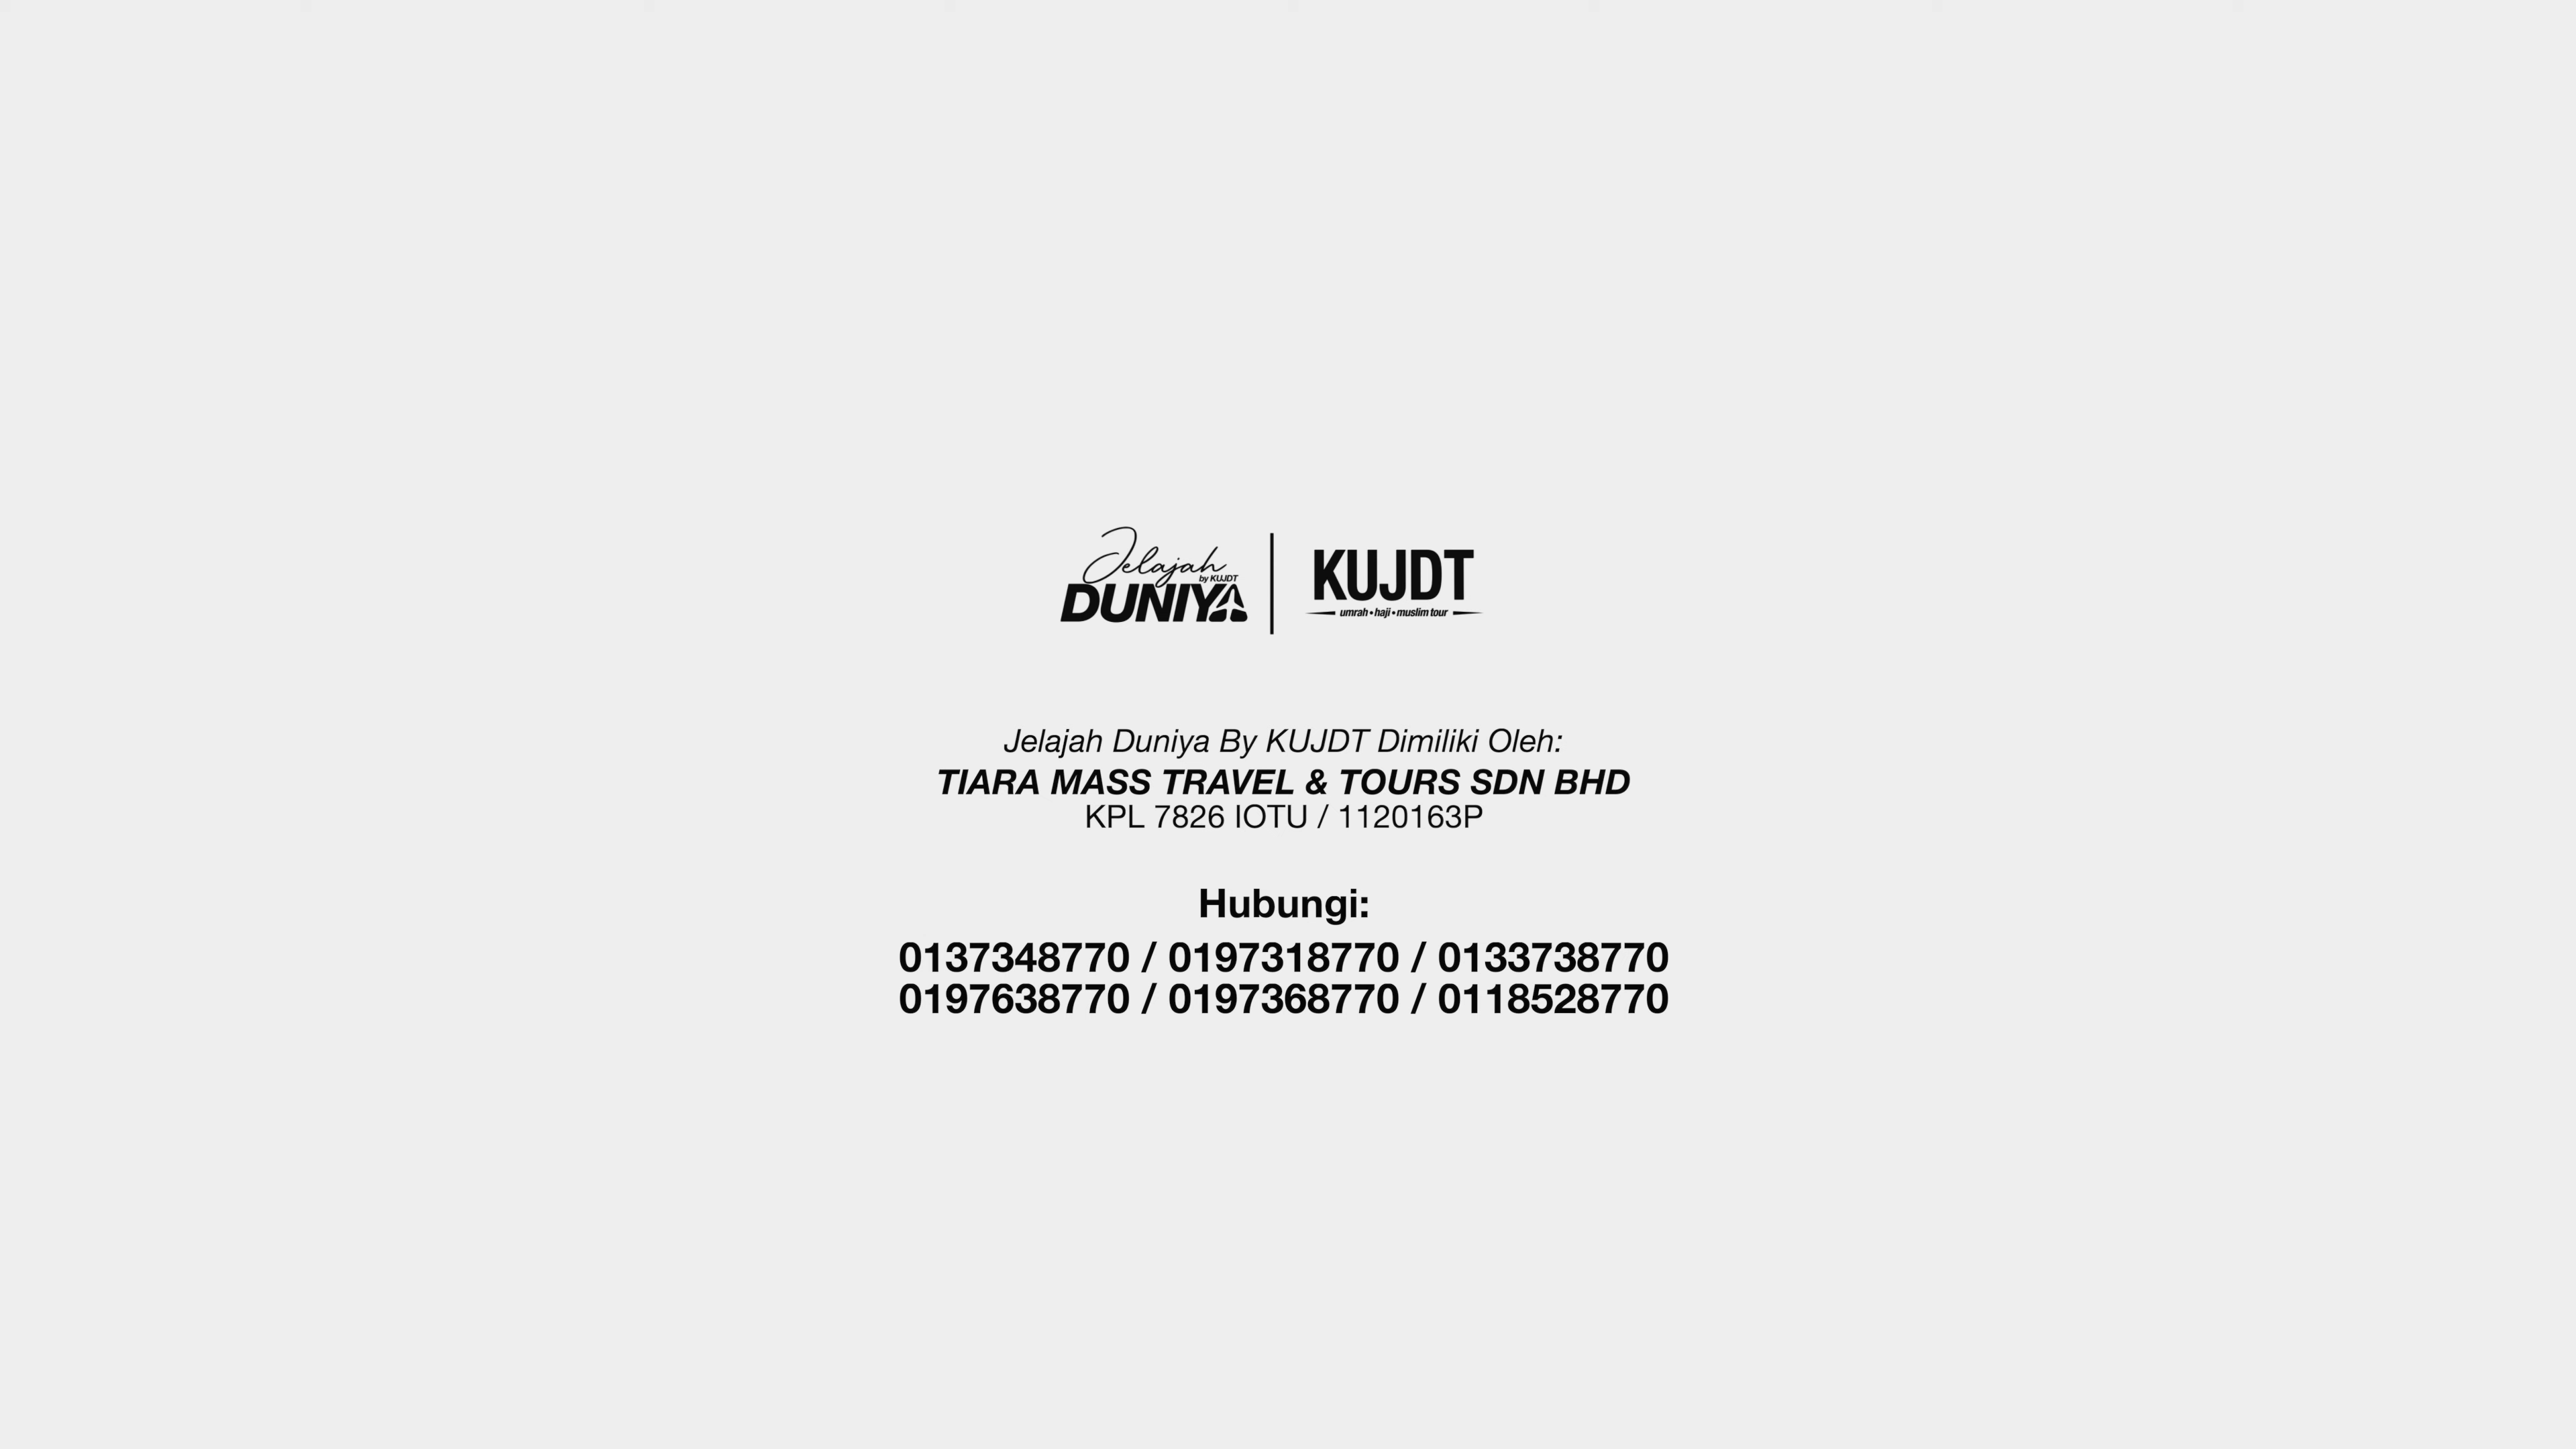 Jelajah
by KUJDT
DUNIYA
KUJDT
umrah • haji • muslim tour
Jelajah Duniya By KUJDT Dimiliki Oleh:
TIARA MASS TRAVEL & TOURS SDN BHD
KPL 7826 IOTU / 1120163P
Hubungi:
0137348770 / 0197318770 / 0133738770
0197638770 / 0197368770 / 0118528770